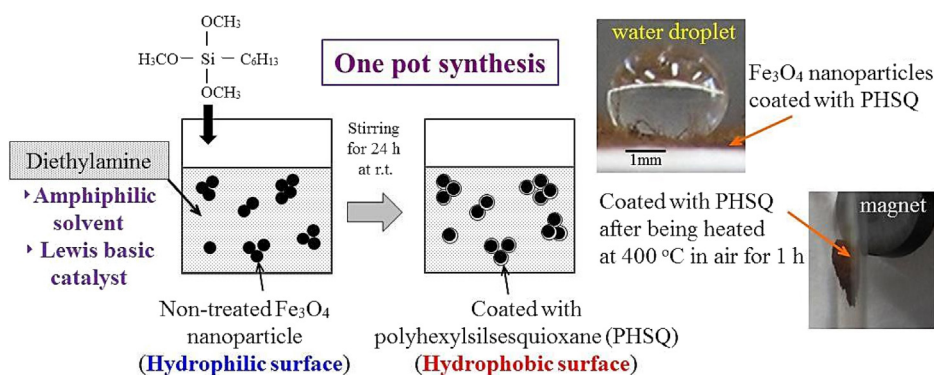 OCH₃
H₃CO — Si — C₆H₁₃
OCH₃
One pot synthesis
water droplet
1mm
Fe₃O₄ nanoparticles
coated with PHSQ
Diethylamine
Amphiphilic
solvent
Lewis basic
catalyst
Stirring
for 24 h
at r.t.
Coated with PHSQ
after being heated
at 400 °C in air for 1 h
magnet
Non-treated Fe₃O₄
nanoparticle
(Hydrophilic surface)
Coated with
polyhexylsilsesquioxane (PHSQ)
(Hydrophobic surface)